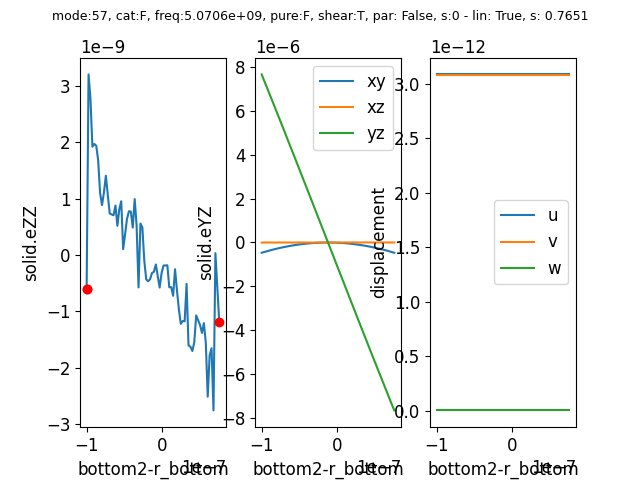 mode:57, cat:F, freq:5.0706e+09, pure:F, shear:T, par: False, s:0 - lin: True, s: 0.7651
1e−9
3
2
1
0
−1
−2
−3
solid.eZZ
−1
0
1e−7
bottom2-r_bottom
1e−6
8
6
4
2
0
−2
−4
−6
−8
solid.eYZ
xy
xz
yz
−1
0
1e−7
bottom2-r_bottom
1e−12
3.0
2.5
2.0
1.5
1.0
0.5
0.0
displacement
u
v
w
−1
0
1e−7
bottom2-r_bottom